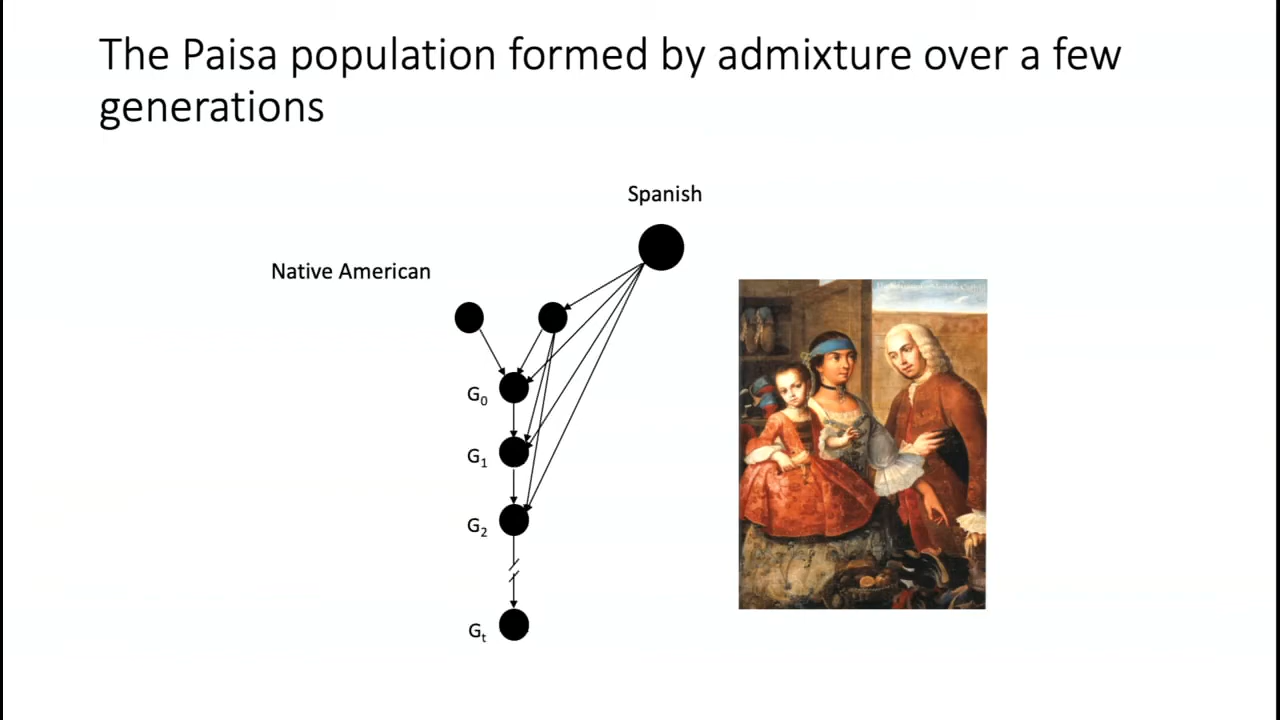 The Paisa population formed by admixture over a few
generations
Spanish
Native American
G₀
G₁
G₂
Gₜ